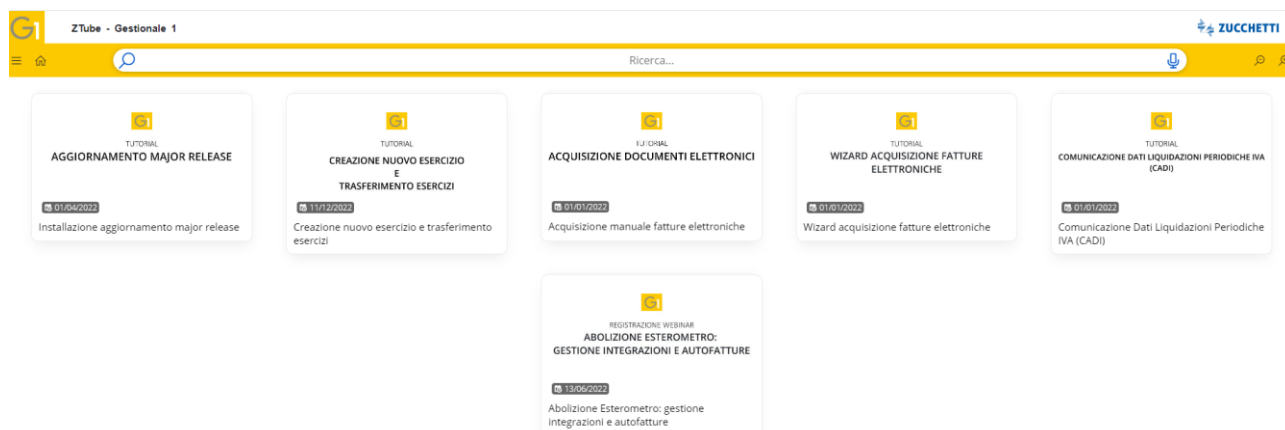 G1 ZTube - Gestionale 1
ZUCCHETTI
Ricerca...
G1
TUTORIAL
AGGIORNAMENTO MAJOR RELEASE
01/04/2022
Installazione aggiornamento major release
G1
TUTORIAL
CREAZIONE NUOVO ESERCIZIO
E
TRASFERIMENTO ESERCIZI
11/12/2022
Creazione nuovo esercizio e trasferimento
esercizi
G1
TUTORIAL
ACQUISIZIONE DOCUMENTI ELETTRONICI
01/01/2022
Acquisizione manuale fatture elettroniche
G1
TUTORIAL
WIZARD ACQUISIZIONE FATTURE
ELETTRONICHE
01/01/2022
Wizard acquisizione fatture elettroniche
G1
TUTORIAL
COMUNICAZIONE DATI LIQUIDAZIONI PERIODICHE IVA
(CADI)
01/01/2022
Comunicazione Dati Liquidazioni Periodiche
IVA (CADI)
G1
REGISTRAZIONE WEBINAR
ABOLIZIONE ESTEROMETRO:
GESTIONE INTEGRAZIONI E AUTOFATTURE
13/06/2022
Abolizione Esterometro: gestione
integrazioni e autofatture